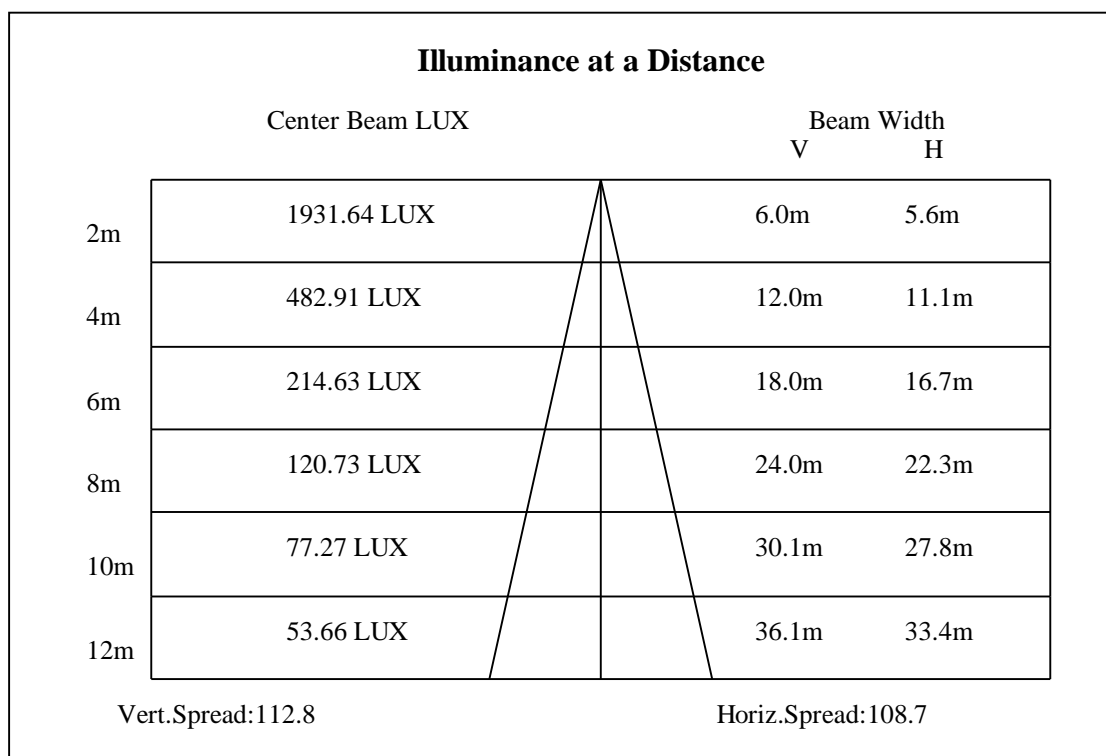 Illuminance at a Distance
Center Beam LUX Beam Width
V H
2m 1931.64 LUX 6.0m 5.6m
4m 482.91 LUX 12.0m 11.1m
6m 214.63 LUX 18.0m 16.7m
8m 120.73 LUX 24.0m 22.3m
10m 77.27 LUX 30.1m 27.8m
12m 53.66 LUX 36.1m 33.4m
Vert.Spread:112.8 Horiz.Spread:108.7